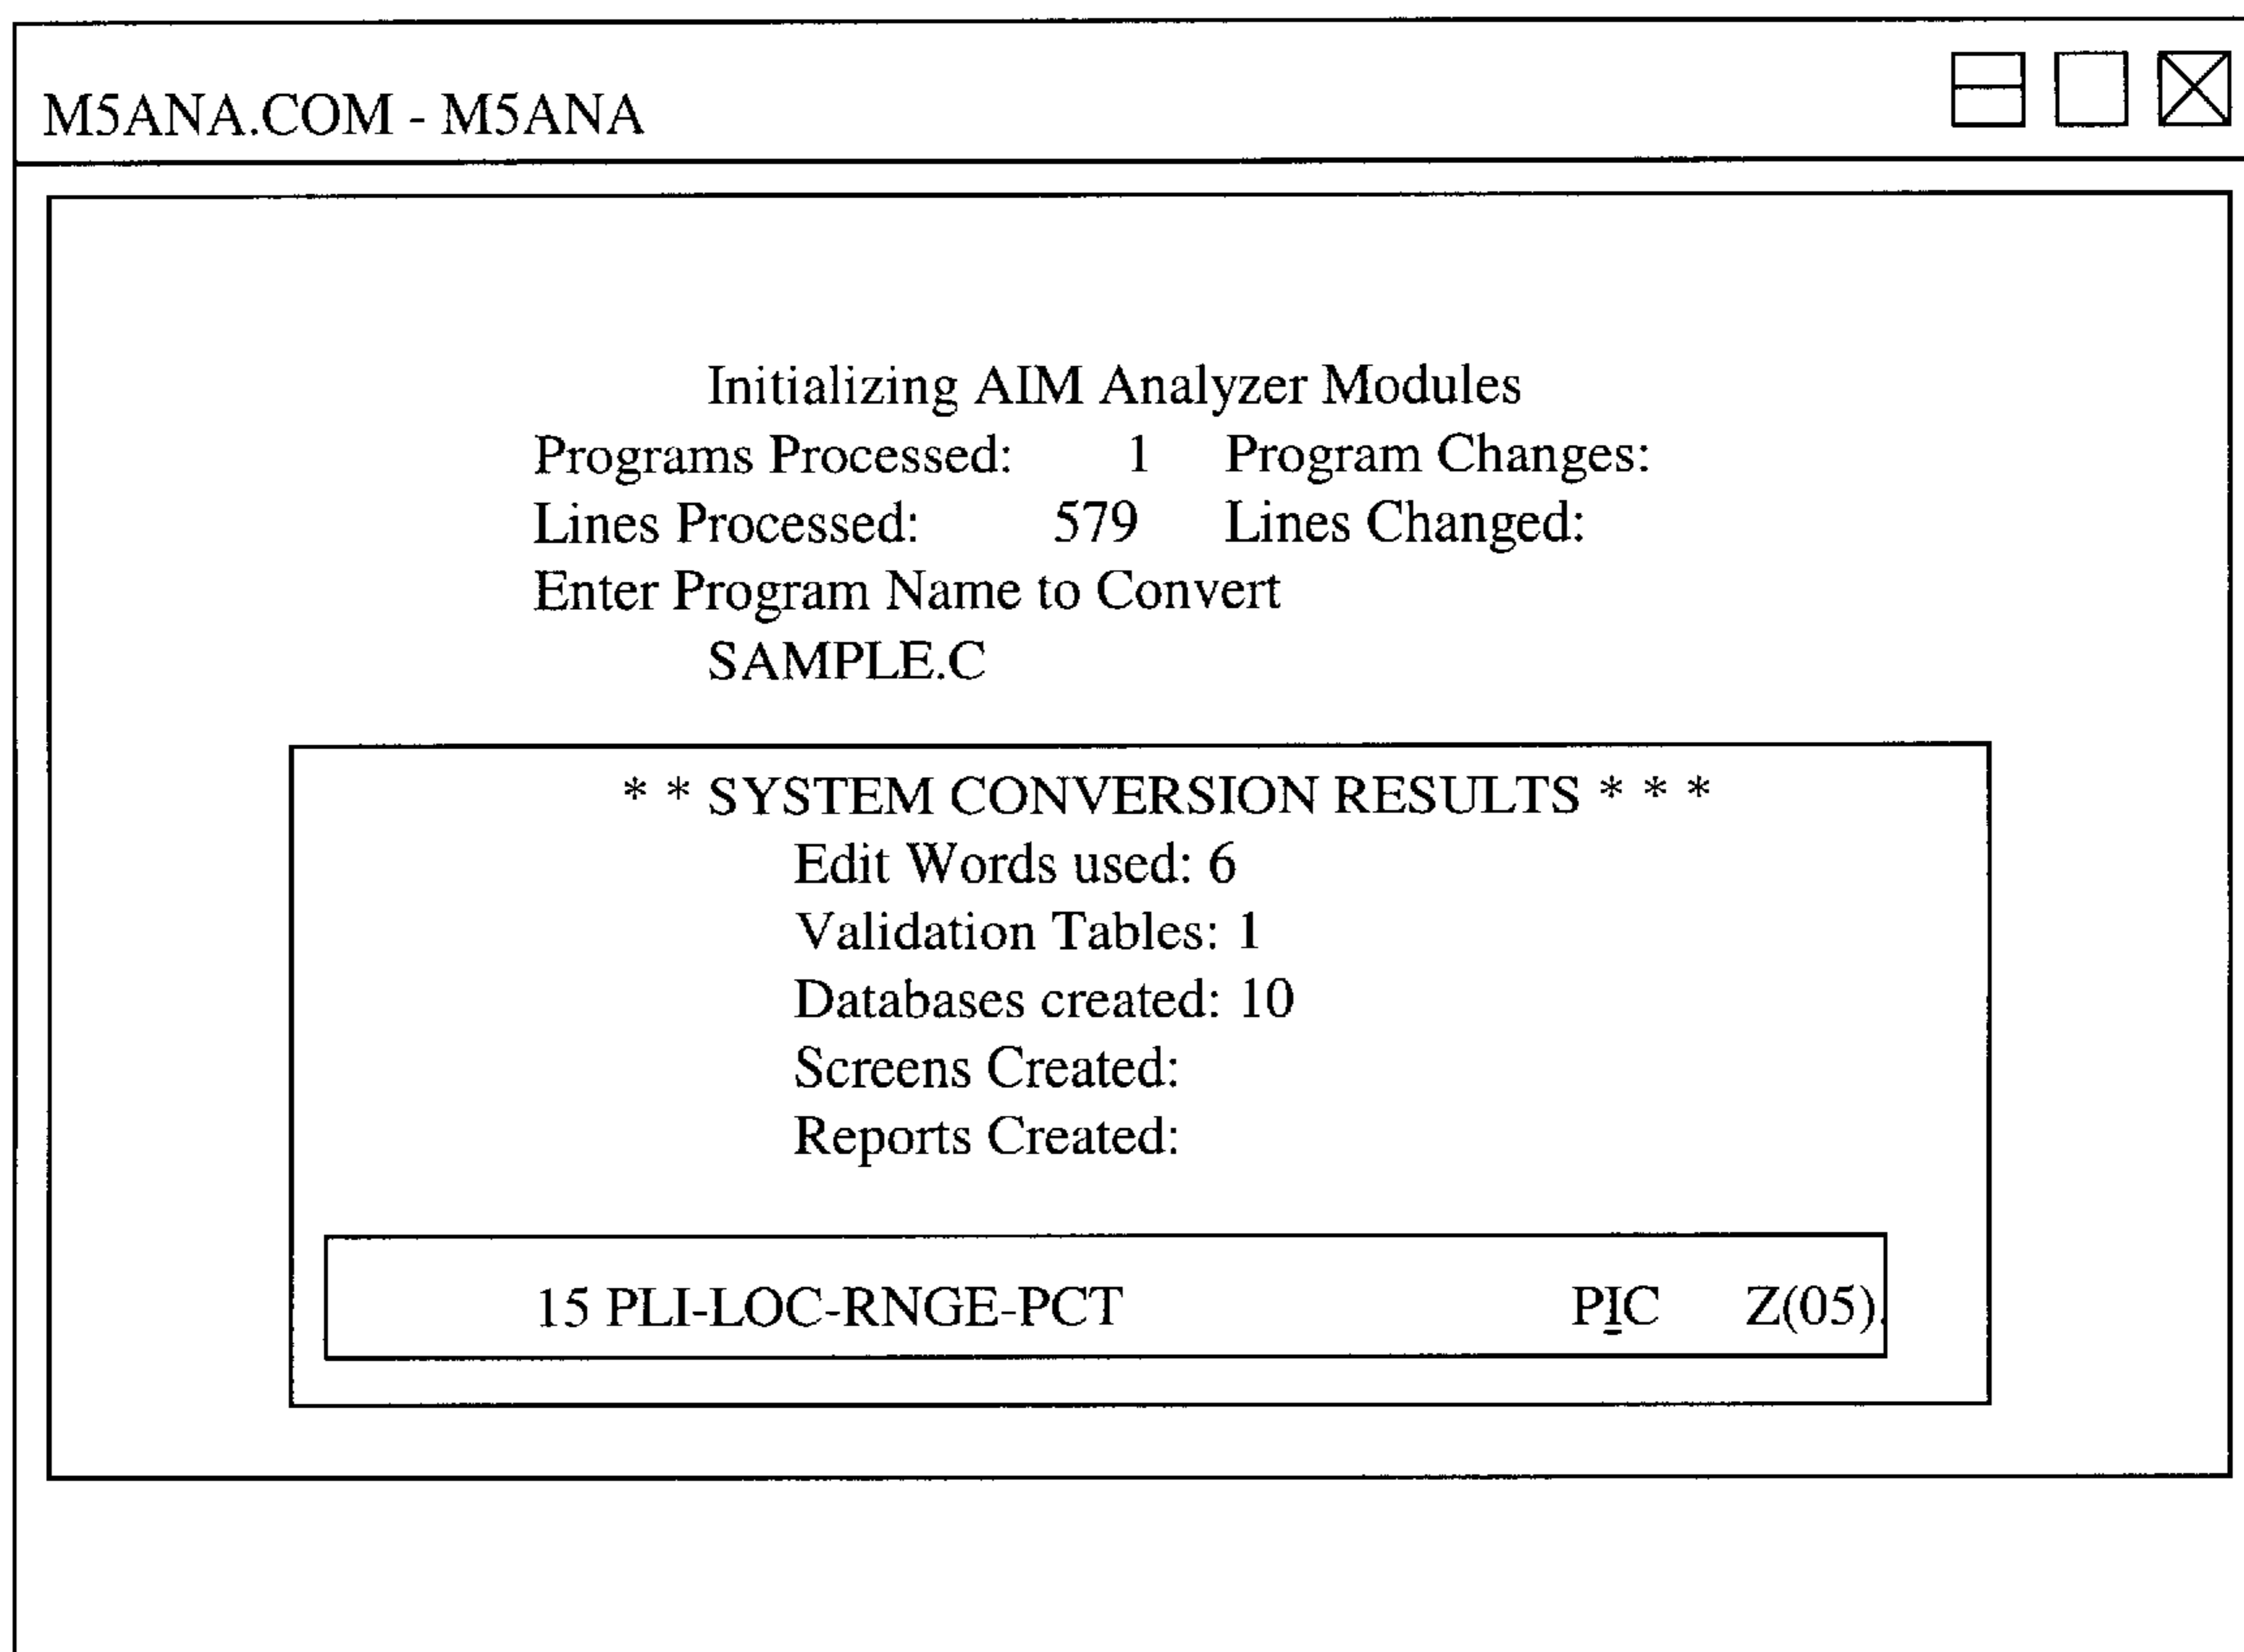 M5ANA.COM - M5ANA
Initializing AIM Analyzer Modules
Programs Processed: 1 Program Changes:
Lines Processed: 579 Lines Changed:
Enter Program Name to Convert
SAMPLE.C
* * SYSTEM CONVERSION RESULTS * * *
Edit Words used: 6
Validation Tables: 1
Databases created: 10
Screens Created:
Reports Created:
15 PLI-LOC-RNGE-PCT PIC Z(05).